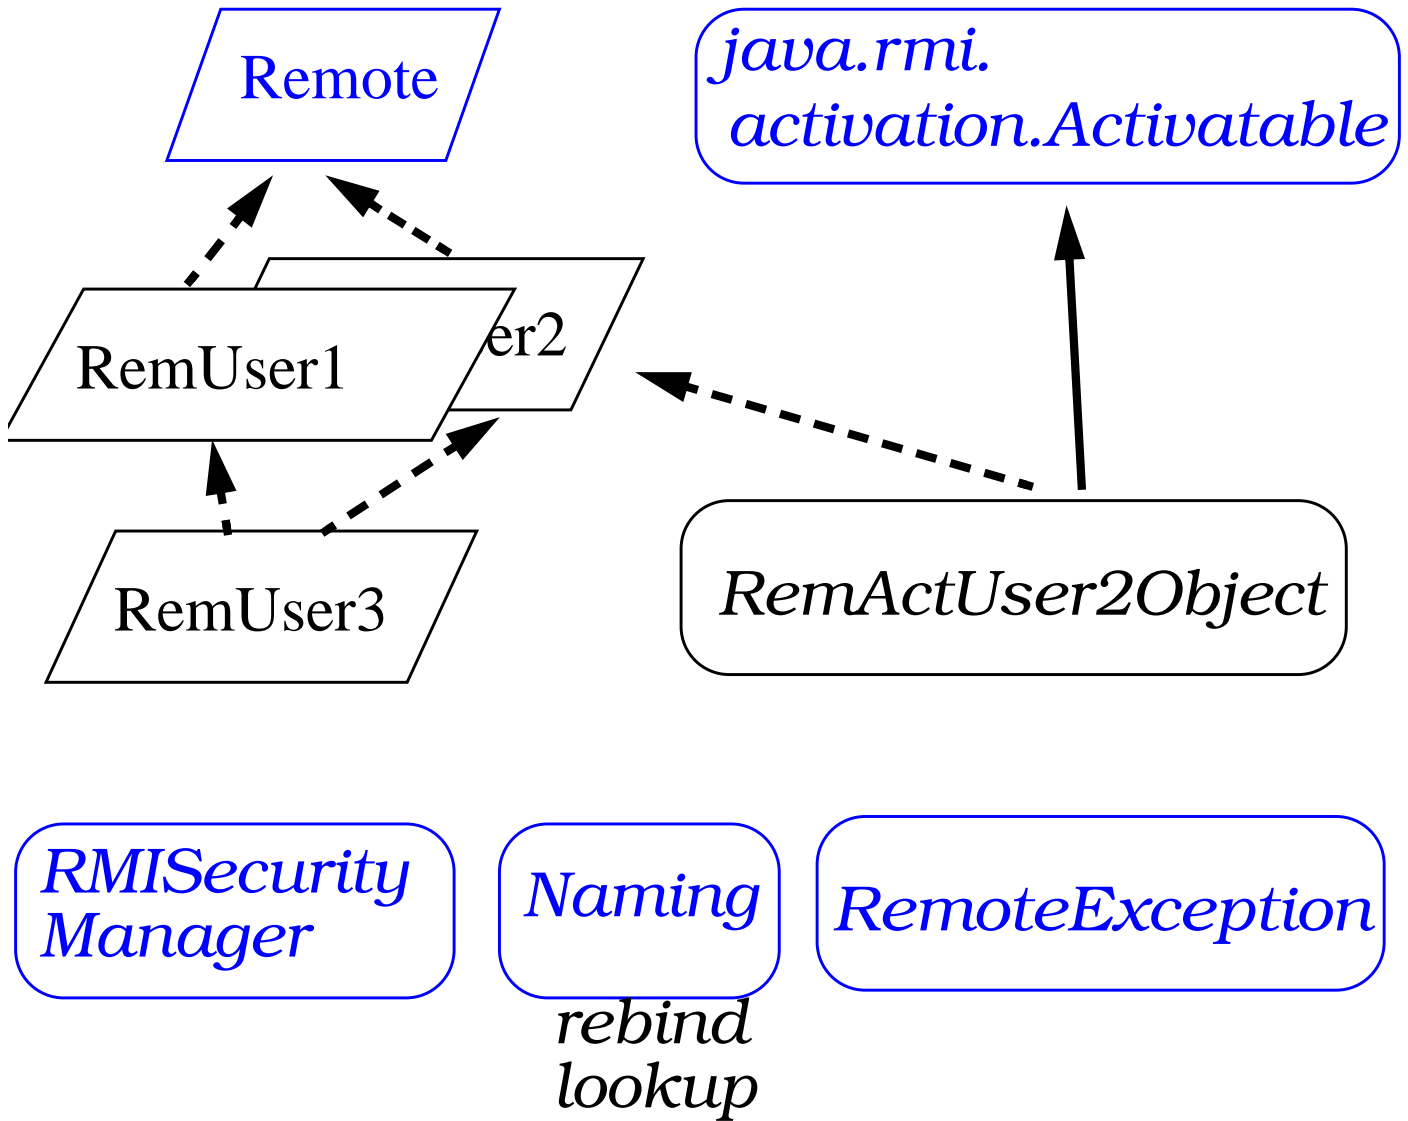 Remote
java.rmi.
activation.Activatable
er2
RemUser1
RemActUser2Object
RemUser3
RMISecurity
Manager
Naming
RemoteException
rebind
lookup